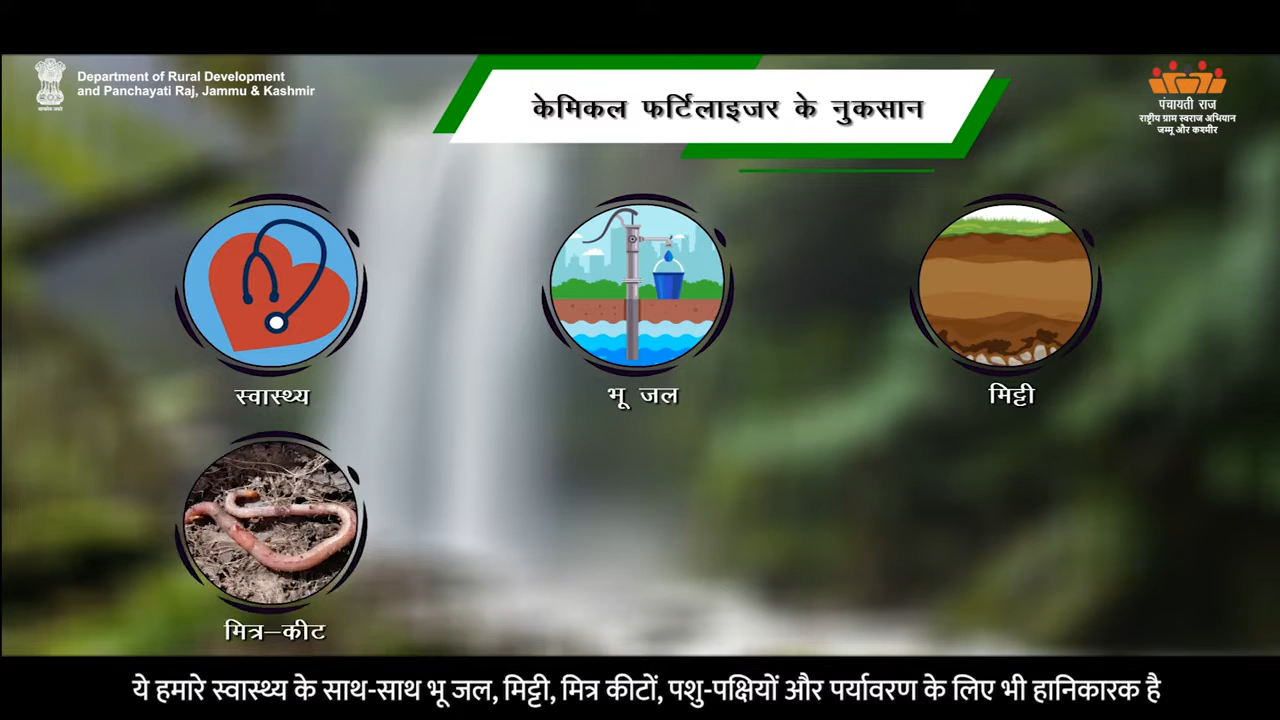 Department of Rural Development
and Panchayati Raj, Jammu & Kashmir
केमिकल फर्टिलाइजर के नुकसान
पंचायती राज
राष्ट्रीय ग्राम स्वराज अभियान
जम्मू और कश्मीर
स्वास्थ्य
भू जल
मिट्टी
मित्र-कीट
ये हमारे स्वास्थ्य के साथ-साथ भू जल, मिट्टी, मित्र कीटों, पशु-पक्षियों और पर्यावरण के लिए भी हानिकारक है